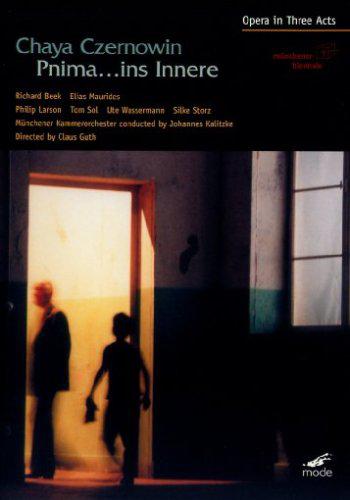 Opera in Three Acts
Chaya Czernowin
Pnima...ins Innere
münchener
biennale
Richard Beek Elias Maurides
Philip Larson Tom Sol Ute Wassermann Silke Storz
Münchener Kammerorchester conducted by Johannes Kalitzke
Directed by Claus Guth
mode